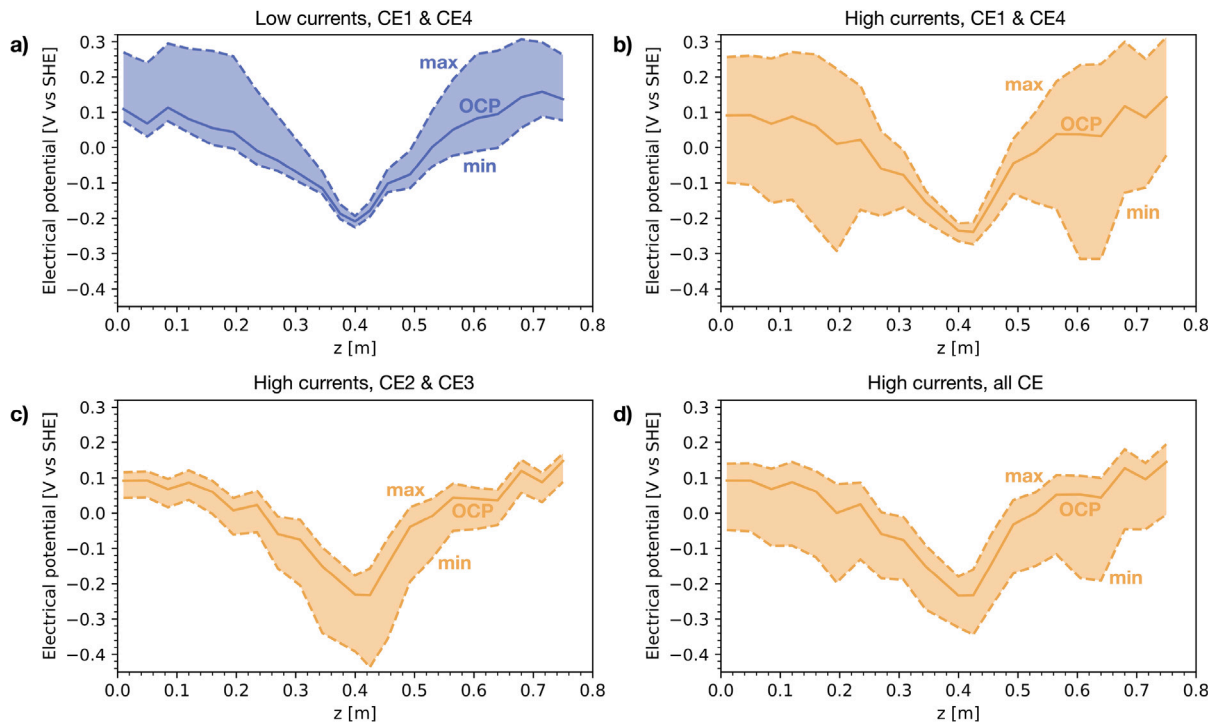 Low currents, CE1 & CE4
a)
Electrical potential [V vs SHE]
0.3
0.2
0.1
0.0
−0.1
−0.2
−0.3
−0.4
max
OCP
min
0.0 0.1 0.2 0.3 0.4 0.5 0.6 0.7 0.8
z [m]
High currents, CE1 & CE4
b)
Electrical potential [V vs SHE]
0.3
0.2
0.1
0.0
−0.1
−0.2
−0.3
−0.4
max
OCP
min
0.0 0.1 0.2 0.3 0.4 0.5 0.6 0.7 0.8
z [m]
High currents, CE2 & CE3
c)
Electrical potential [V vs SHE]
0.3
0.2
0.1
0.0
−0.1
−0.2
−0.3
−0.4
max
OCP
min
0.0 0.1 0.2 0.3 0.4 0.5 0.6 0.7 0.8
z [m]
High currents, all CE
d)
Electrical potential [V vs SHE]
0.3
0.2
0.1
0.0
−0.1
−0.2
−0.3
−0.4
max
OCP
min
0.0 0.1 0.2 0.3 0.4 0.5 0.6 0.7 0.8
z [m]